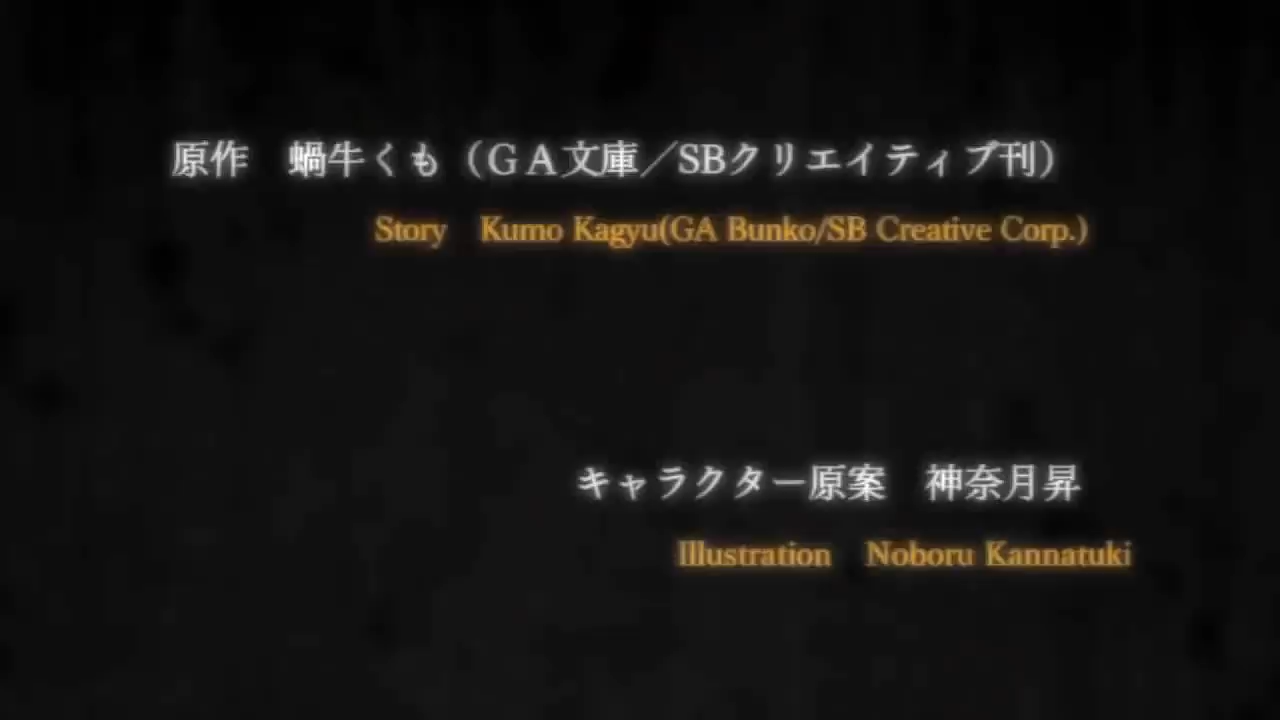 原作　蝸牛くも（ＧＡ文庫／SBクリエイティブ刊）
Story　Kumo Kagyu(GA Bunko/SB Creative Corp.)
キャラクター原案　神奈月昇
Illustration　Noboru Kannatuki